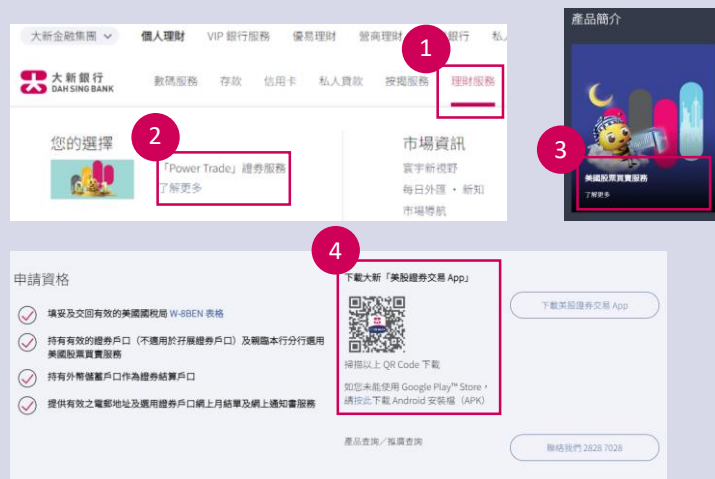 大新金融集團
個人理財
VIP 銀行服務
優易理財
營商理財
銀行
私人
1
大新銀行
DAH SING BANK
數碼服務
存款
信用卡
私人貸款
按揭服務
理財服務
您的選擇
2
「Power Trade」證券服務
了解更多
市場資訊
寰宇新視野
每日外匯 • 新知
市場導航
產品簡介
3
美國股票買賣服務
了解更多
4
申請資格
填妥及交回有效的美國國稅局 W-8BEN 表格
持有有效的證券戶口（不適用於孖展證券戶口）及親臨本行分行選用
美國股票買賣服務
持有外幣儲蓄戶口作為證券結算戶口
提供有效之電郵地址及選用證券戶口網上月結單及網上通知書服務
下載大新「美股證券交易 App」
掃描以上 QR Code 下載
如您未能使用 Google Play™ Store，
請按此下載 Android 安裝檔（APK）
產品查詢／推廣查詢
下載美股證券交易 App
聯絡我們 2828 7028